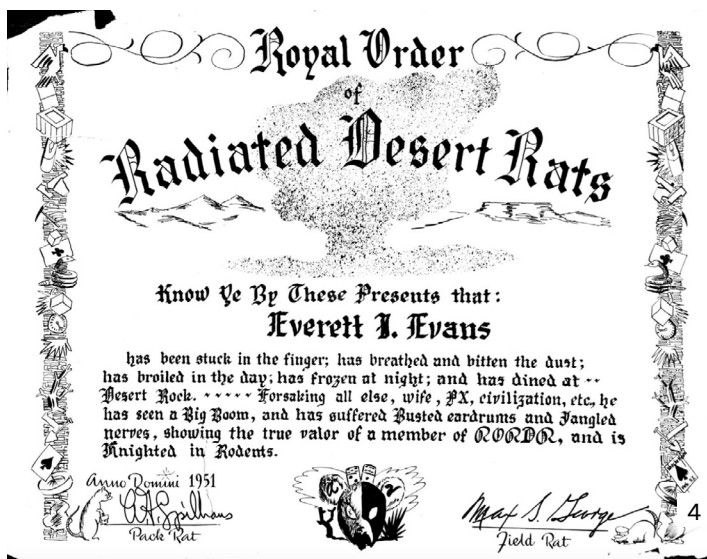 Royal Order
of
Radiated Desert Rats
Know Ye By These Presents that:
Everett I. Evans
has been stuck in the finger; has breathed and bitten the dust;
has broiled in the day; has frozen at night; and has dined at --
Desert Rock. ----- Forsaking all else, wife, PX, civilization, etc., he
has seen a Big Boom, and has suffered Busted eardrums and Jangled
nerves, showing the true valor of a member of RORDR, and is
Knighted in Rodents.
Anno Domini 1951
Pack Rat
Max S. George
Field Rat
4